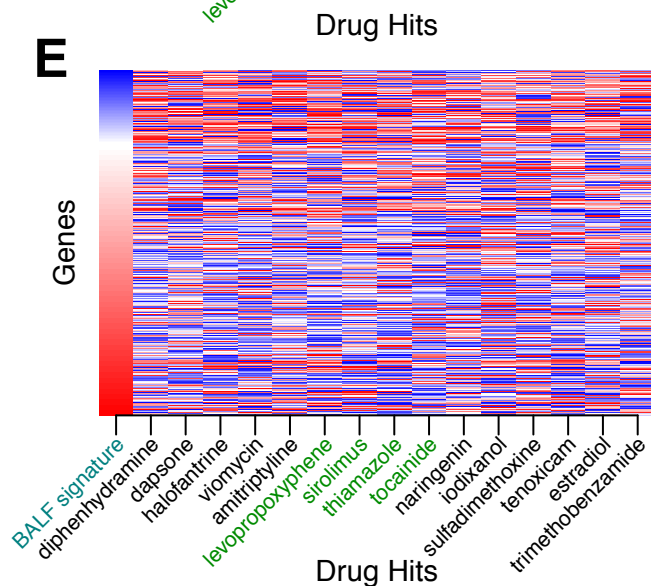 levo
Drug Hits
E
Genes
BALF signature
diphenhydramine
dapsone
halofantrine
viomycin
amitriptyline
levopropoxyphene
sirolimus
thiamazole
tocainide
naringenin
iodixanol
sulfadimethoxine
tenoxicam
estradiol
trimethobenzamide
Drug Hits